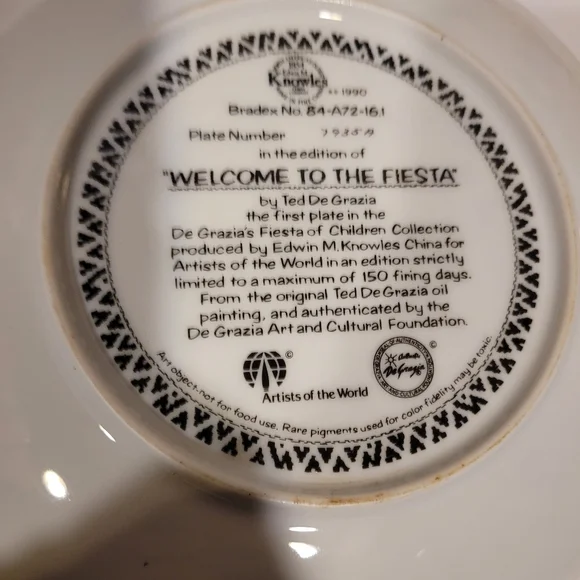 Knowles
1990
Bradex No. 84-A72-16.1
Plate Number 7935A
in the edition of
"WELCOME TO THE FIESTA"
by Ted De Grazia
the first plate in the
De Grazia's Fiesta of Children Collection
produced by Edwin M. Knowles China for
Artists of the World in an edition strictly
limited to a maximum of 150 firing days.
From the original Ted De Grazia oil
painting, and authenticated by the
De Grazia Art and Cultural Foundation.
©
©
Authentic
De Grazia
Artists of the World
Art object-not for food use. Rare pigments used for color fidelity may be toxic.